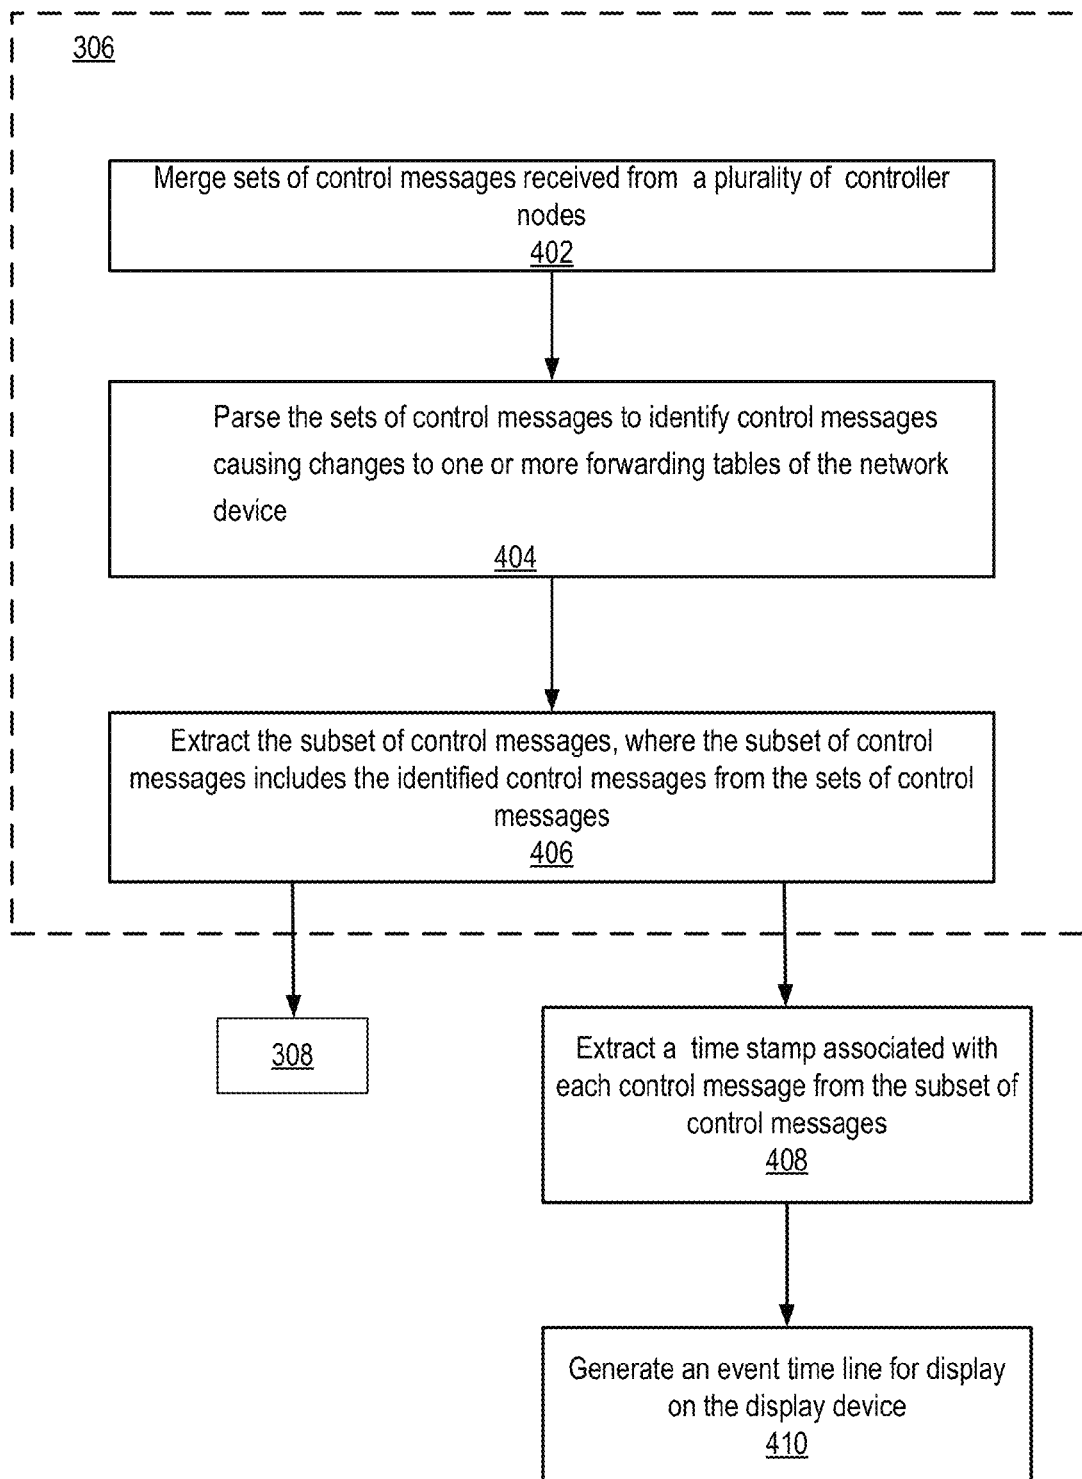 306
Merge sets of control messages received from a plurality of controller
nodes
402
Parse the sets of control messages to identify control messages
causing changes to one or more forwarding tables of the network
device
404
Extract the subset of control messages, where the subset of control
messages includes the identified control messages from the sets of control
messages
406
308
Extract a time stamp associated with
each control message from the subset of
control messages
408
Generate an event time line for display
on the display device
410